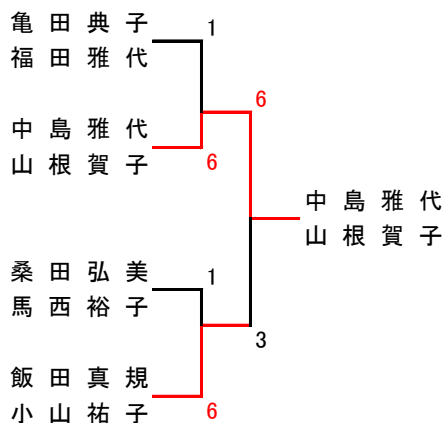 亀田典子
福田雅代
1
中島雅代
山根賀子
6
6
中島雅代
山根賀子
桑田弘美
馬西裕子
1
3
飯田真規
小山祐子
6